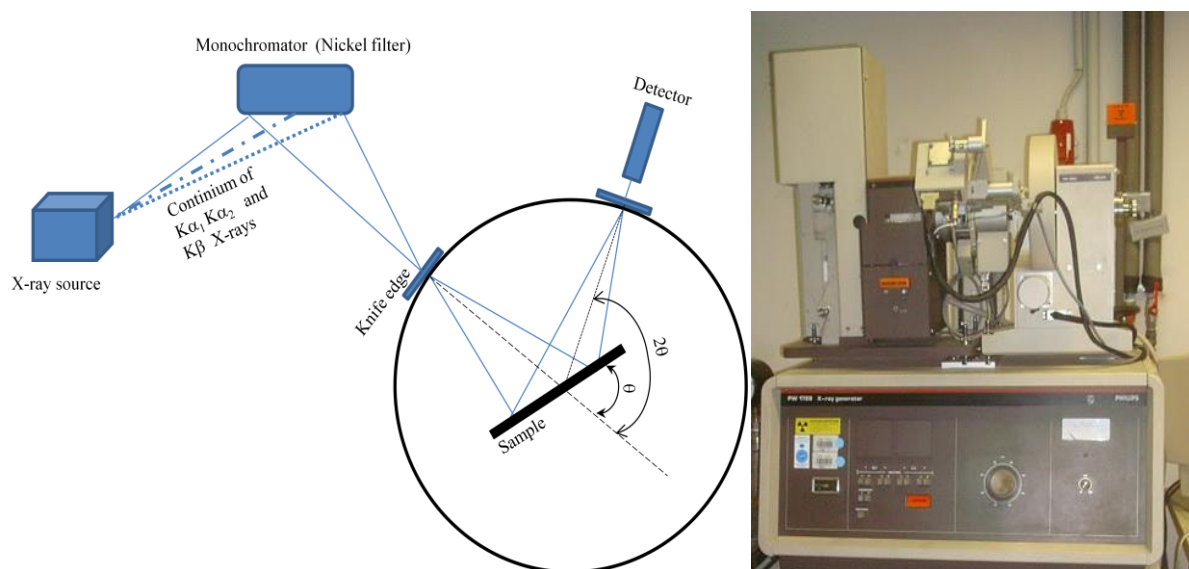 Monochromator (Nickel filter)
Detector
Continium of
Kα1 Kα2 and
Kβ X-rays
X-ray source
Knife edge
2θ
θ
Sample
PW 1729 X-ray generator
PHILIPS